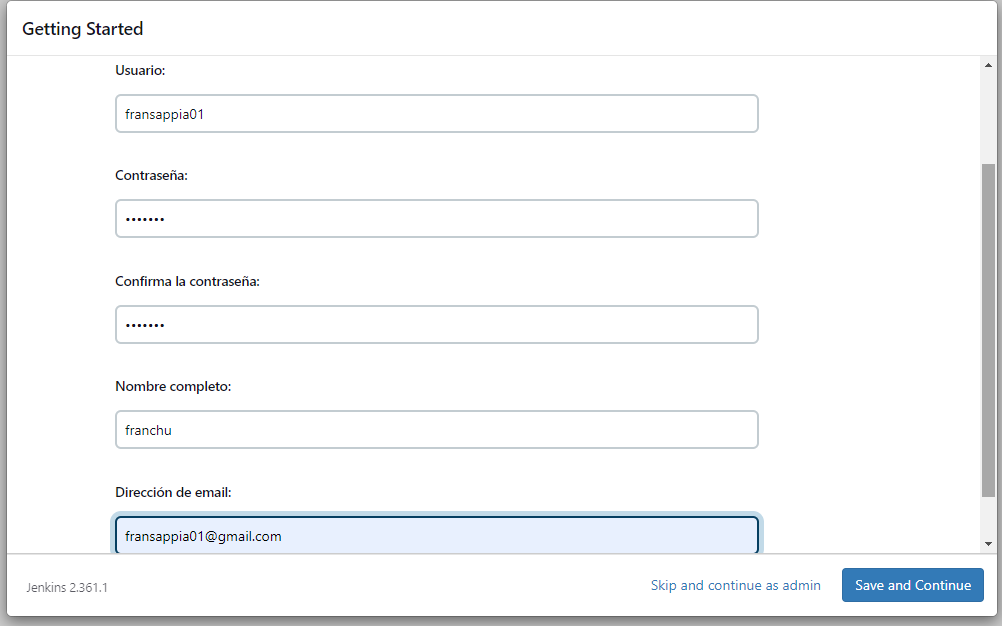 Getting Started
Usuario:
fransappia01
Contraseña:
•••••••
Confirma la contraseña:
•••••••
Nombre completo:
franchu
Dirección de email:
fransappia01@gmail.com
Jenkins 2.361.1
Skip and continue as admin
Save and Continue